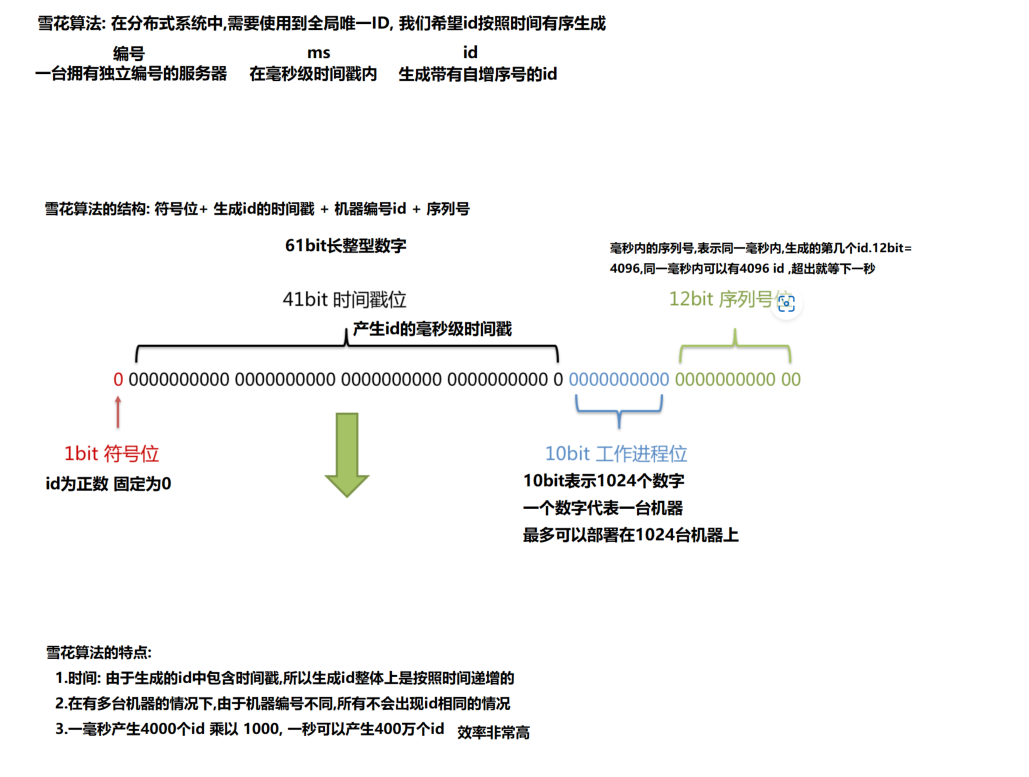 雪花算法: 在分布式系统中,需要使用到全局唯一ID, 我们希望id按照时间有序生成
编号 ms id
一台拥有独立编号的服务器 在毫秒级时间戳内 生成带有自增序号的id
雪花算法的结构: 符号位+ 生成id的时间戳 + 机器编号id + 序列号
61bit长整型数字
毫秒内的序列号,表示同一毫秒内,生成的第几个id.12bit=
4096,同一毫秒内可以有4096 id ,超出就等下一秒
41bit 时间戳位
12bit 序列号位
产生id的毫秒级时间戳
0 0000000000 0000000000 0000000000 0000000000 0 0000000000 0000000000 00
1bit 符号位
10bit 工作进程位
id为正数 固定为0
10bit表示1024个数字
一个数字代表一台机器
最多可以部署在1024台机器上
雪花算法的特点:
1.时间: 由于生成的id中包含时间戳,所以生成id整体上是按照时间递增的
2.在有多台机器的情况下,由于机器编号不同,所有不会出现id相同的情况
3.一毫秒产生4000个id 乘以 1000, 一秒可以产生400万个id 效率非常高